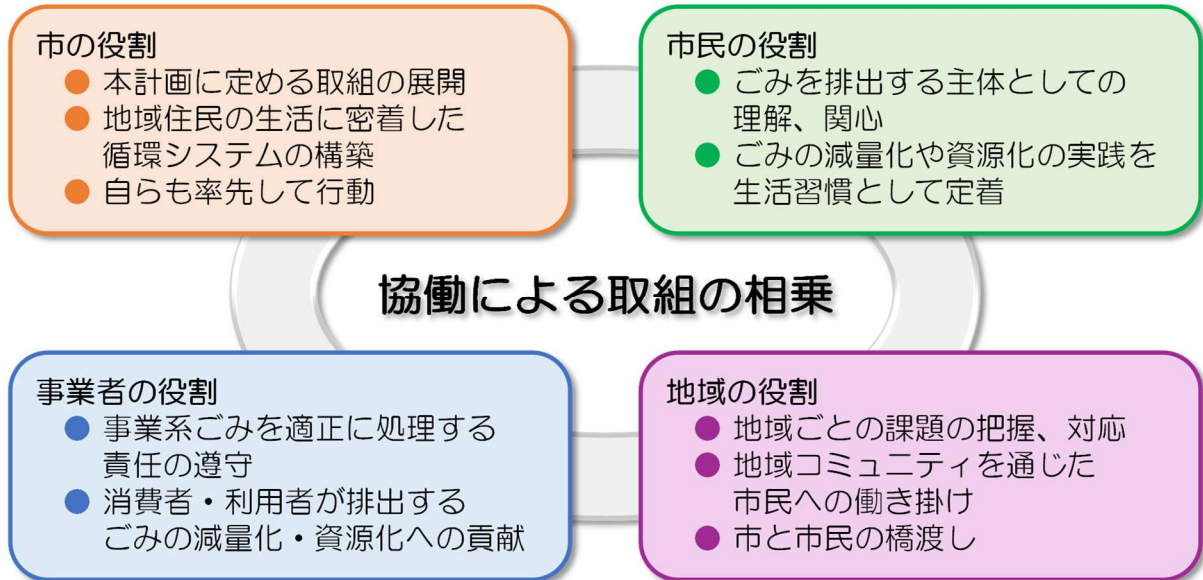 市の役割
● 本計画に定める取組の展開
● 地域住民の生活に密着した
循環システムの構築
● 自らも率先して行動
市民の役割
● ごみを排出する主体としての
理解、関心
● ごみの減量化や資源化の実践を
生活習慣として定着
協働による取組の相乗
事業者の役割
● 事業系ごみを適正に処理する
責任の遵守
● 消費者・利用者が排出する
ごみの減量化・資源化への貢献
地域の役割
● 地域ごとの課題の把握、対応
● 地域コミュニティを通じた
市民への働き掛け
● 市と市民の橋渡し